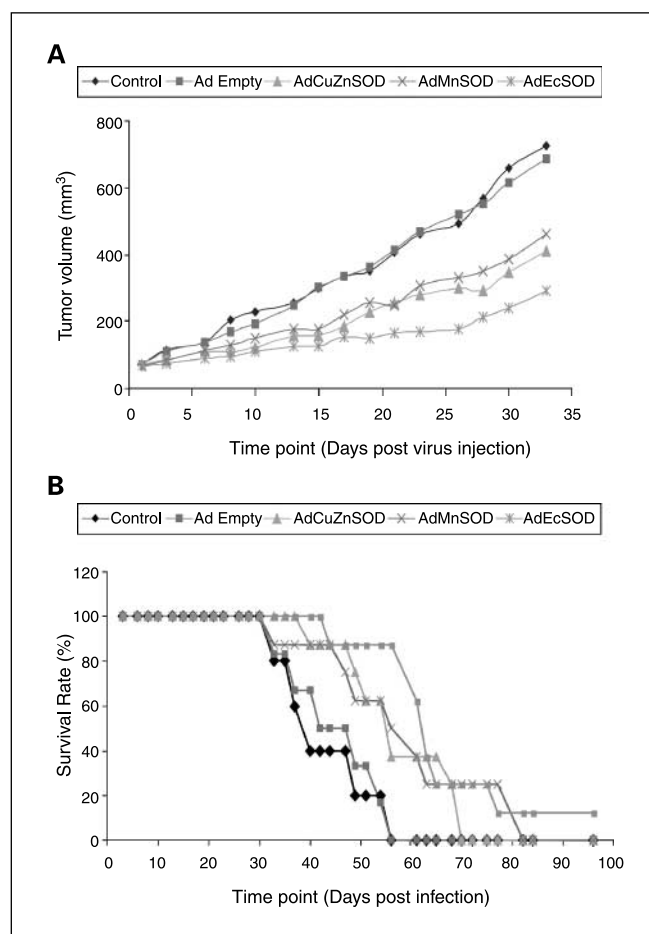 A
Control Ad Empty AdCuZnSOD AdMnSOD AdEcSOD
800
600
400
200
0
Tumor volume (mm³)
0 5 10 15 20 25 30 35
Time point (Days post virus injection)
B
Control Ad Empty AdCuZnSOD AdMnSOD AdEcSOD
120
100
80
60
40
20
0
Survival Rate (%)
0 10 20 30 40 50 60 70 80 90 100
Time point (Days post infection)